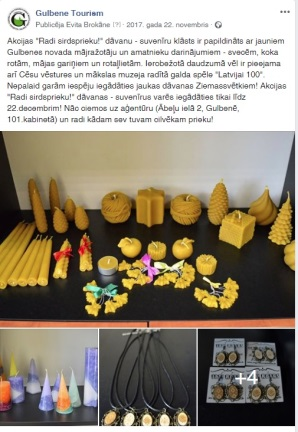 Gulbene Tourism
Publicēja Evita Brokāne [?] · 2017. gada 22. novembris ·
Akcijas "Radi sirdsprieku!" dāvanu - suvenīru klāsts ir papildināts ar jauniem
Gulbenes novada mājražotāju un amatnieku darinājumiem - svecēm, koka
rotām, mājas gariņiem un rotaļlietām. Ierobežotā daudzumā vēl ir pieejama
arī Cēsu vēstures un mākslas muzeja radītā galda spēle "Latvijai 100".
Nepalaid garām iespēju iegādāties jaukas dāvanas Ziemassvētkiem! Akcijas
"Radi sirdsprieku!" dāvanas - suvenīrus varēs iegādāties tikai līdz
22.decembrim! Nāc ciemos uz aģentūru (Ābeļu ielā 2, Gulbenē,
101.kabinetā) un radi kādam sev tuvam cilvēkam prieku!
+4